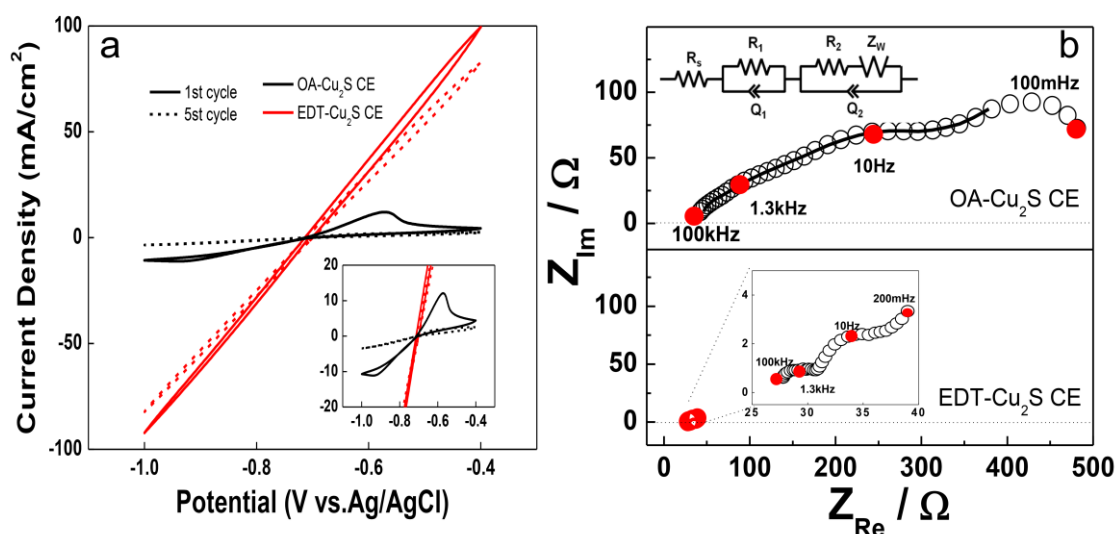 a
1st cycle
5st cycle
OA-Cu2S CE
EDT-Cu2S CE
Current Density (mA/cm2)
100
50
0
-50
-100
-1.0
-0.8
-0.6
-0.4
Potential (V vs.Ag/AgCl)
20
10
0
-10
-20
-1.0
-0.8
-0.6
-0.4
b
Rs
R1
Q1
R2
ZW
Q2
ZIm / Ω
100
50
0
100kHz
1.3kHz
10Hz
100mHz
OA-Cu2S CE
100
50
0
4
2
0
100kHz
1.3kHz
10Hz
200mHz
25
30
35
40
EDT-Cu2S CE
0
100
200
300
400
500
ZRe / Ω